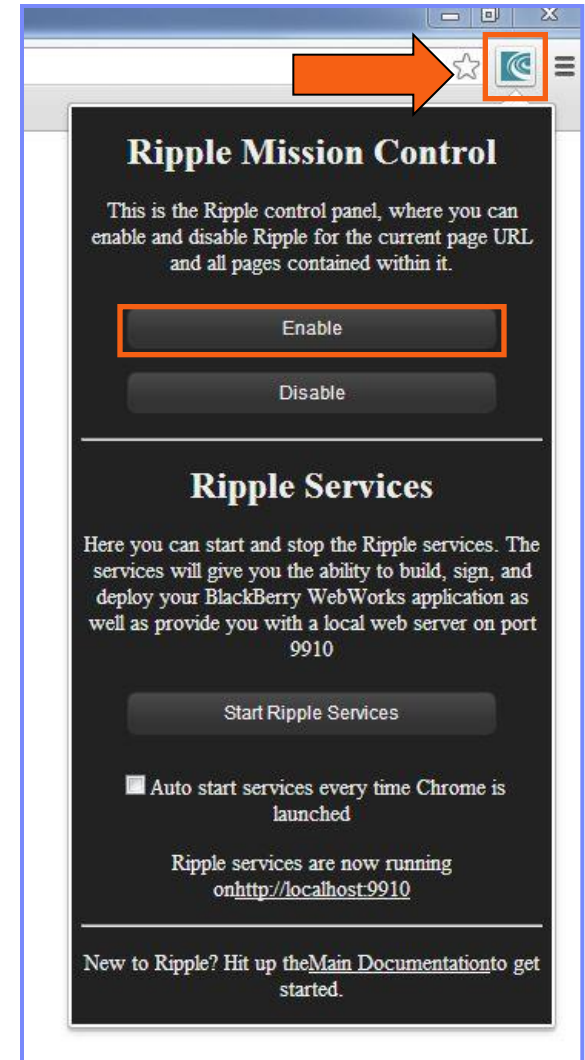 Ripple Mission Control
This is the Ripple control panel, where you can
enable and disable Ripple for the current page URL
and all pages contained within it.
Enable
Disable
Ripple Services
Here you can start and stop the Ripple services. The
services will give you the ability to build, sign, and
deploy your BlackBerry WebWorks application as
well as provide you with a local web server on port
9910
Start Ripple Services
Auto start services every time Chrome is
launched
Ripple services are now running
onhttp://localhost:9910
New to Ripple? Hit up theMain Documentationto get
started.